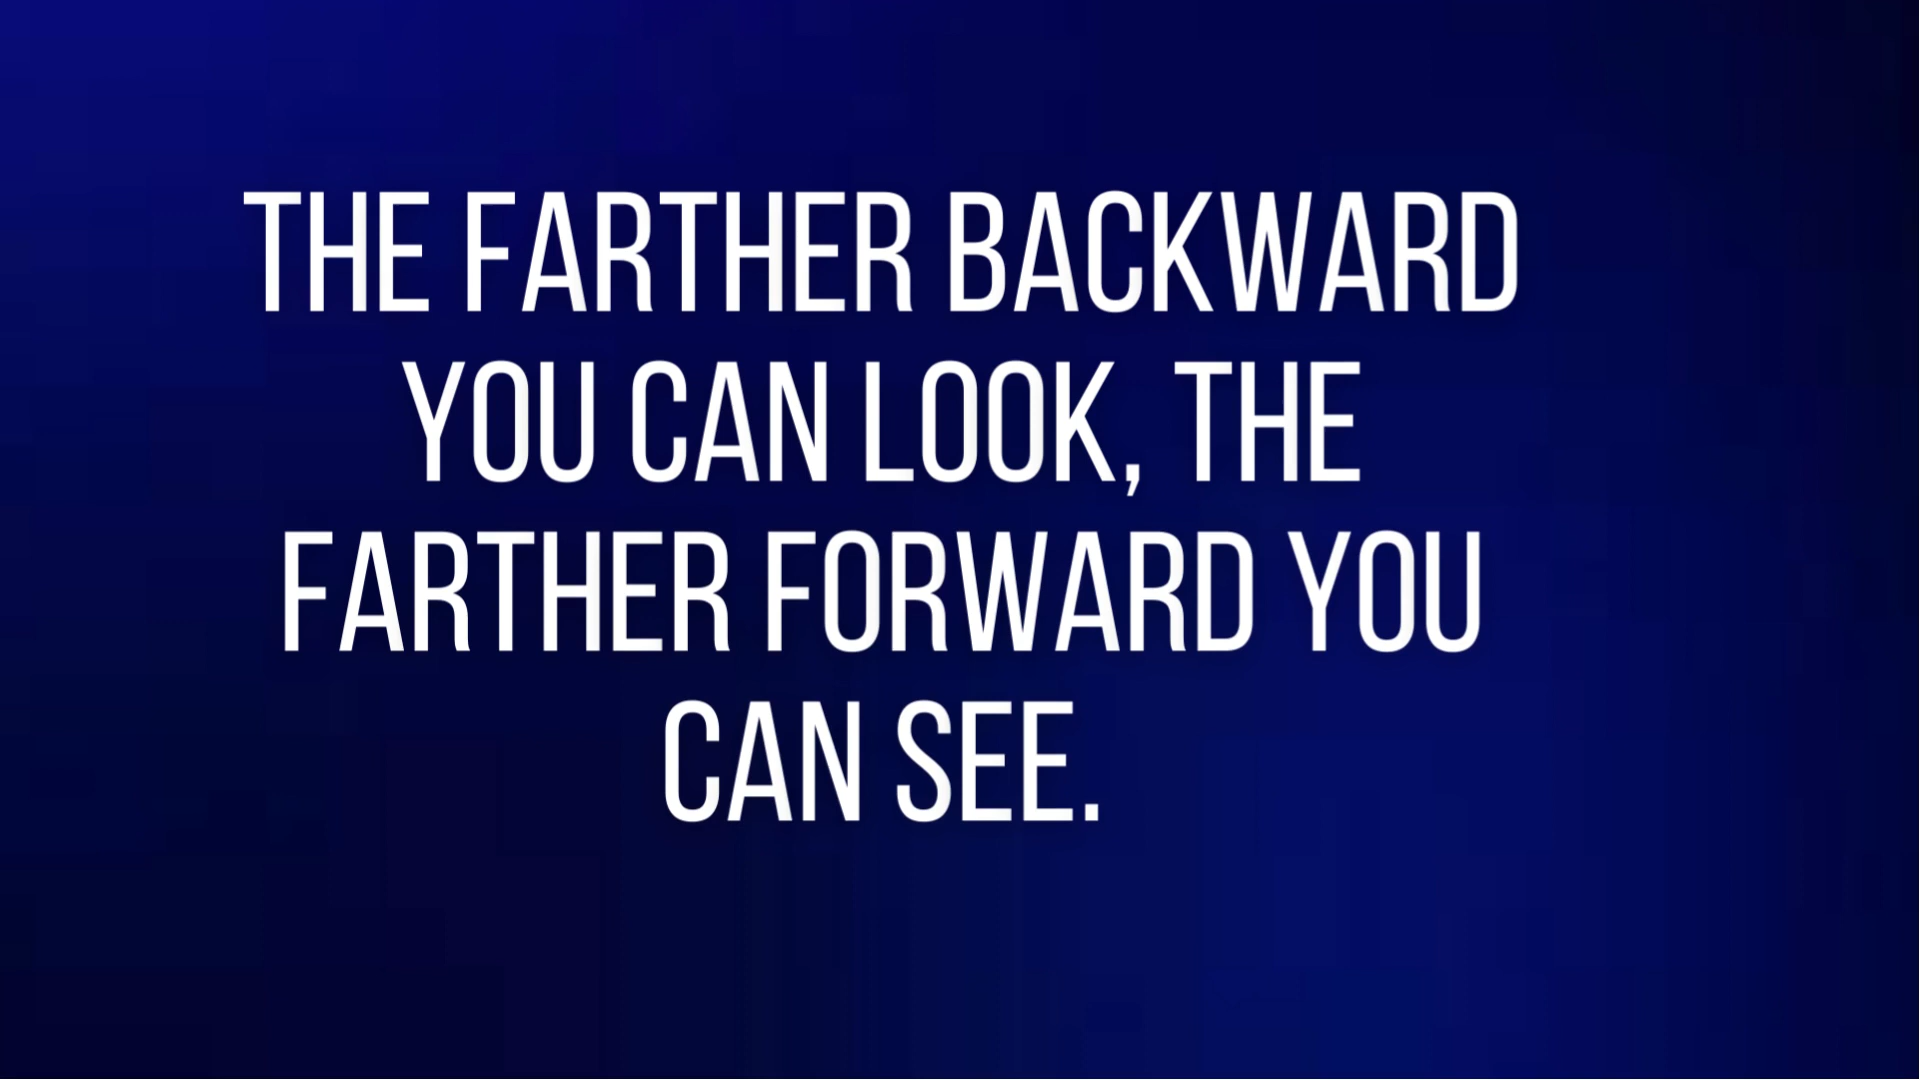 THE FARTHER BACKWARD
YOU CAN LOOK, THE
FARTHER FORWARD YOU
CAN SEE.